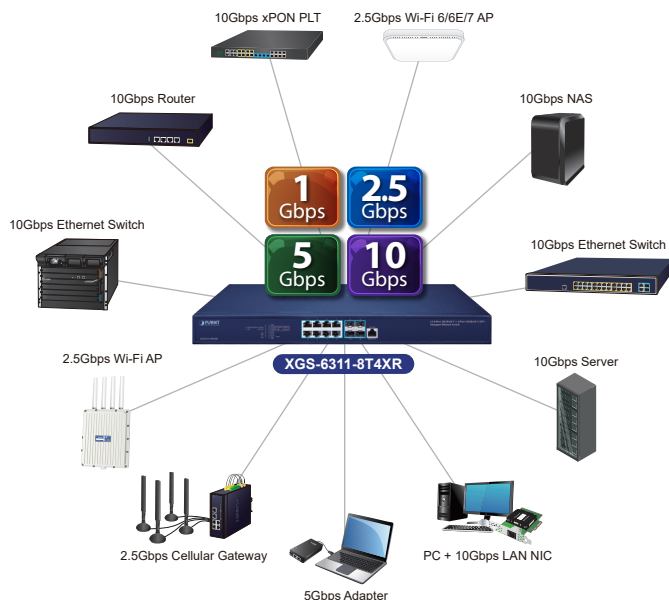 10Gbps xPON PLT
2.5Gbps Wi-Fi 6/6E/7 AP
10Gbps Router
10Gbps NAS
1
Gbps
2.5
Gbps
10Gbps Ethernet Switch
5
Gbps
10
Gbps
10Gbps Ethernet Switch
PLANET
XGS-6311-8T4XR
2.5Gbps Wi-Fi AP
10Gbps Server
2.5Gbps Cellular Gateway
PC + 10Gbps LAN NIC
5Gbps Adapter